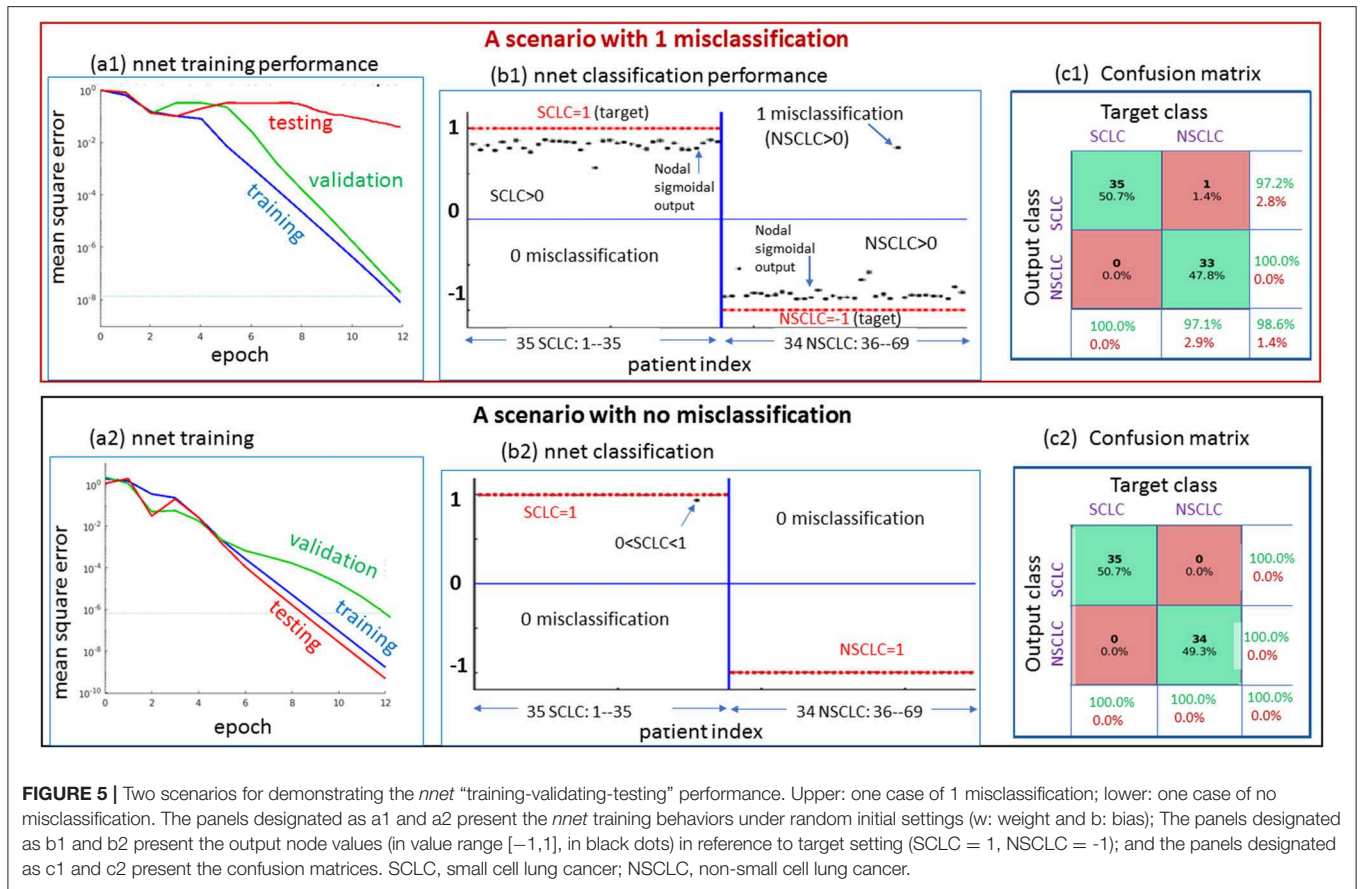 A scenario with 1 misclassification
(a1) nnet training performance
mean square error
10^0
10^-2
10^-4
10^-6
10^-8
0 2 4 6 8 10 12
epoch
testing
validation
training
(b1) nnet classification performance
1
0
-1
SCLC=1 (target)
1 misclassification
(NSCLC>0)
Nodal
sigmoidal
output
SCLC>0
0 misclassification
Nodal
sigmoidal
output
NSCLC>0
NSCLC=-1 (taget)
35 SCLC: 1--35
34 NSCLC: 36--69
patient index
(c1) Confusion matrix
Target class
SCLC NSCLC
Output class
SCLC
NSCLC
35
50.7%
1
1.4%
97.2%
2.8%
0
0.0%
33
47.8%
100.0%
0.0%
100.0%
0.0%
97.1%
2.9%
98.6%
1.4%
A scenario with no misclassification
(a2) nnet training
mean square error
10^0
10^-2
10^-4
10^-6
10^-8
10^-10
0 2 4 6 8 10 12
epoch
validation
training
testing
(b2) nnet classification
1
0
-1
SCLC=1
0<SCLC<1
0 misclassification
0 misclassification
NSCLC=1
35 SCLC: 1--35
34 NSCLC: 36--69
patient index
(c2) Confusion matrix
Target class
SCLC NSCLC
Output class
SCLC
NSCLC
35
50.7%
0
0.0%
100.0%
0.0%
0
0.0%
34
49.3%
100.0%
0.0%
100.0%
0.0%
100.0%
0.0%
100.0%
0.0%
FIGURE 5 | Two scenarios for demonstrating the nnet “training-validating-testing” performance. Upper: one case of 1 misclassification; lower: one case of no
misclassification. The panels designated as a1 and a2 present the nnet training behaviors under random initial settings (w: weight and b: bias); The panels designated
as b1 and b2 present the output node values (in value range [−1,1], in black dots) in reference to target setting (SCLC = 1, NSCLC = -1); and the panels designated
as c1 and c2 present the confusion matrices. SCLC, small cell lung cancer; NSCLC, non-small cell lung cancer.